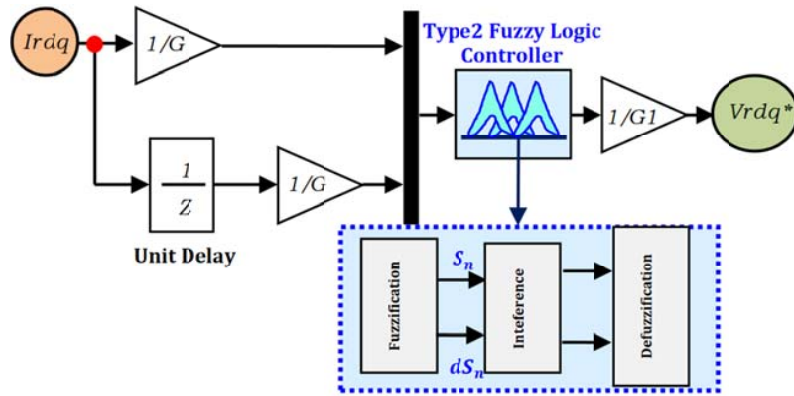 Irdq
1/G
Type2 Fuzzy Logic
Controller
1/G1
Vrdq*
1
Z
1/G
Unit Delay
Fuzzification
Sn
dSn
Inteference
Defuzzification